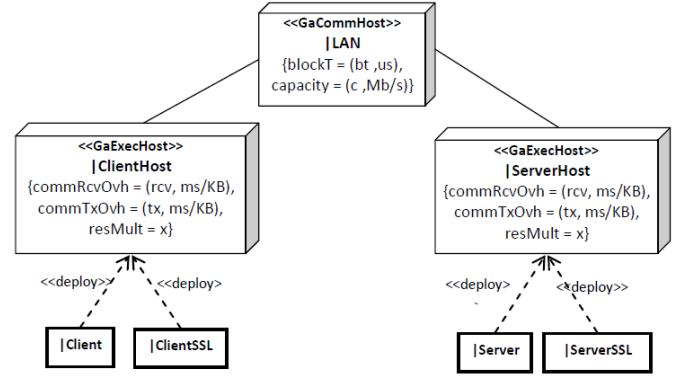 <<GaCommHost>>
|LAN
{blockT = (bt ,us),
capacity = (c ,Mb/s)}
<<GaExecHost>>
|ClientHost
{commRcvOvh = (rcv, ms/KB),
commTxOvh = (tx, ms/KB),
resMult = x}
<<GaExecHost>>
|ServerHost
{commRcvOvh = (rcv, ms/KB),
commTxOvh = (tx, ms/KB),
resMult = x}
<<deploy>>
<<deploy>
<<deploy>
<<deploy>>
|Client
|ClientSSL
|Server
|ServerSSL